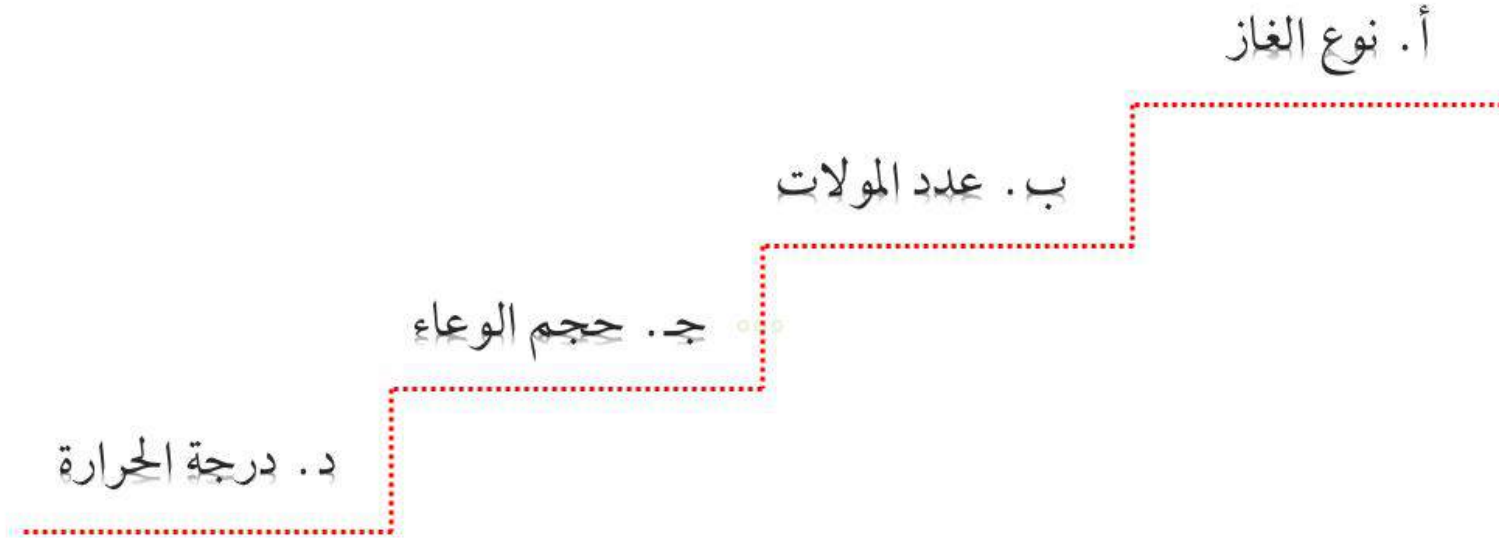 أ. نوع الغاز
ب. عدد المولات
جـ. حجم الوعاء
د. درجة الحرارة